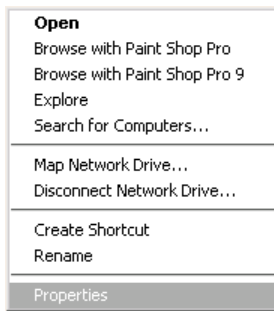 Open
Browse with Paint Shop Pro
Browse with Paint Shop Pro 9
Explore
Search for Computers...
Map Network Drive...
Disconnect Network Drive...
Create Shortcut
Rename
Properties